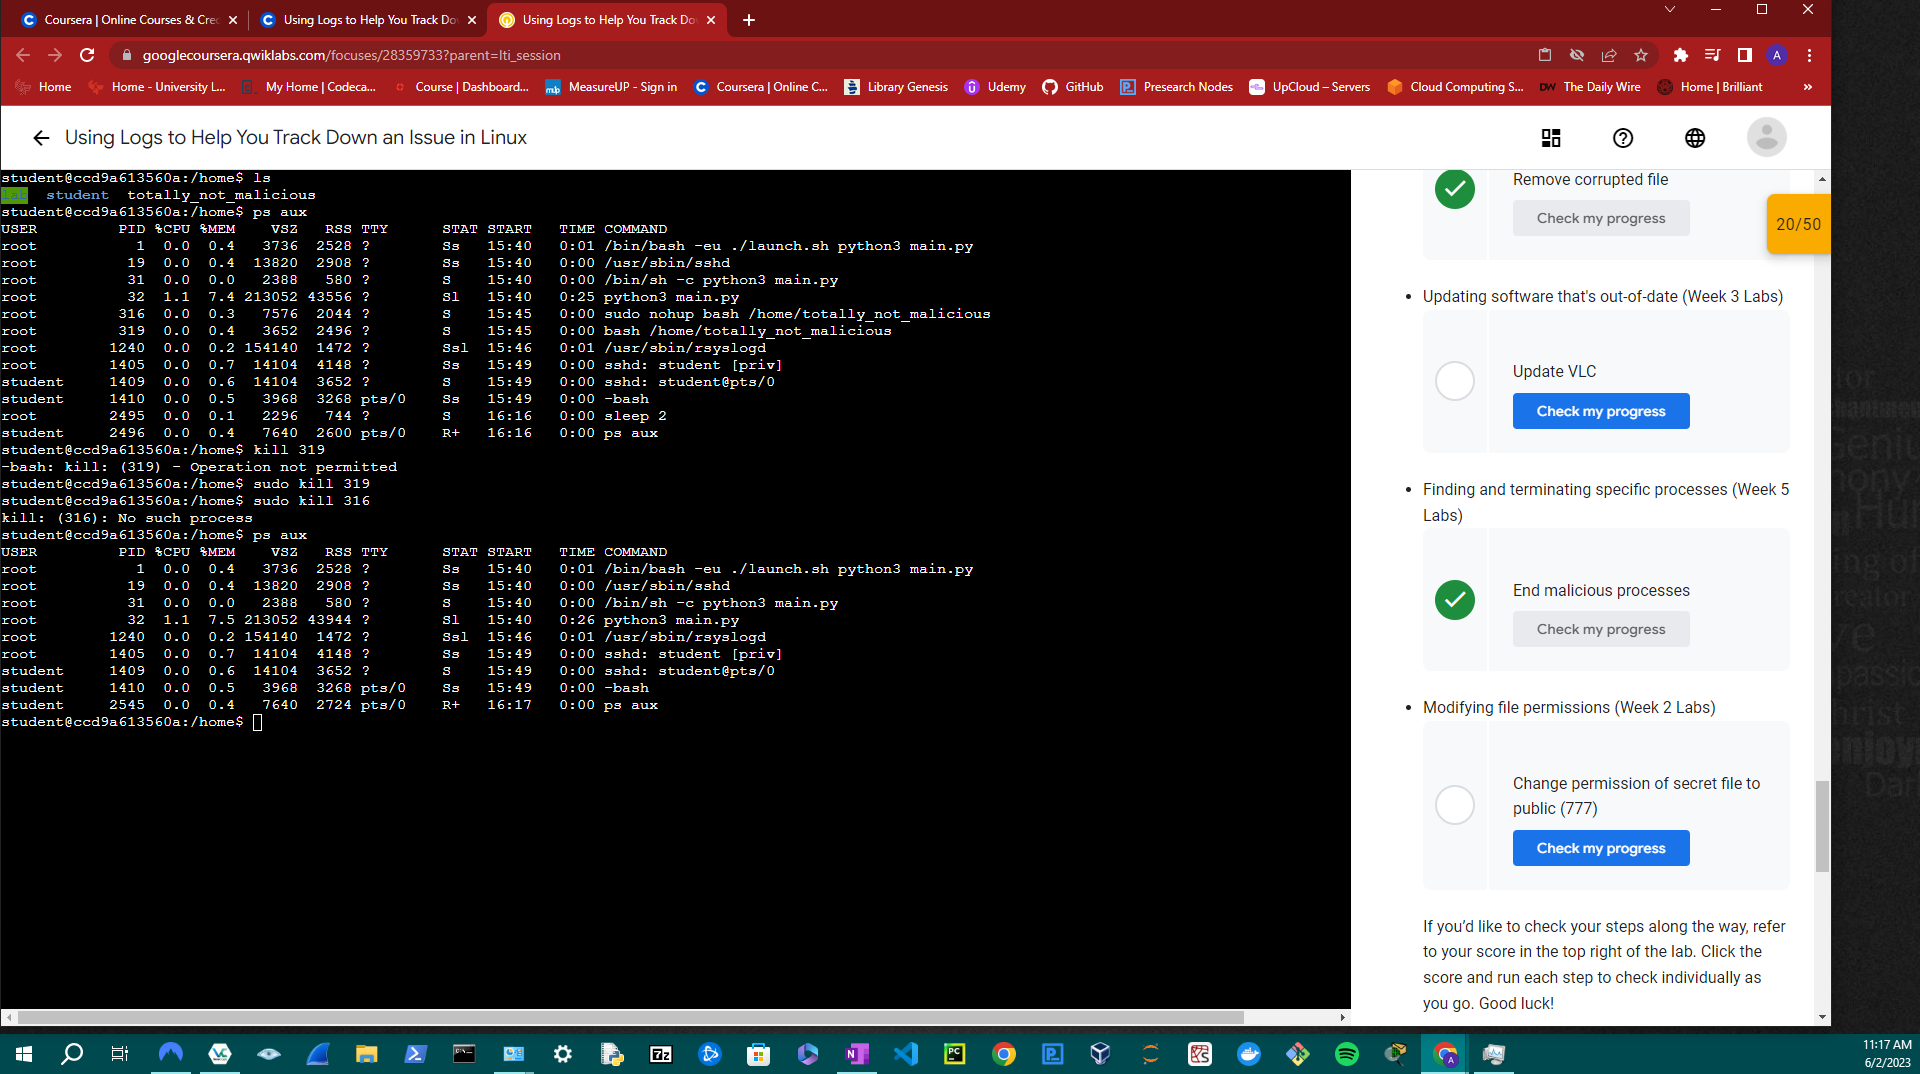 Coursera | Online Courses & Crec
Using Logs to Help You Track Do
Using Logs to Help You Track Do
googlecoursera.qwiklabs.com/focuses/28359733?parent=lti_session
Home
Home - University L...
My Home | Codeca...
Course | Dashboard...
MeasureUP - Sign in
Coursera | Online C...
Library Genesis
Udemy
GitHub
Presearch Nodes
UpCloud – Servers
Cloud Computing S...
The Daily Wire
Home | Brilliant
»
Using Logs to Help You Track Down an Issue in Linux
student@ccd9a613560a:/home$ ls
lab student totally_not_malicious
student@ccd9a613560a:/home$ ps aux
USER PID %CPU %MEM VSZ RSS TTY STAT START TIME COMMAND
root 1 0.0 0.4 3736 2528 ? Ss 15:40 0:01 /bin/bash -eu ./launch.sh python3 main.py
root 19 0.0 0.4 13820 2908 ? Ss 15:40 0:00 /usr/sbin/sshd
root 31 0.0 0.0 2388 580 ? S 15:40 0:00 /bin/sh -c python3 main.py
root 32 1.1 7.4 213052 43556 ? Sl 15:40 0:25 python3 main.py
root 316 0.0 0.3 7576 2044 ? S 15:45 0:00 sudo nohup bash /home/totally_not_malicious
root 319 0.0 0.4 3652 2496 ? S 15:45 0:00 bash /home/totally_not_malicious
root 1240 0.0 0.2 154140 1472 ? Ssl 15:46 0:01 /usr/sbin/rsyslogd
root 1405 0.0 0.7 14104 4148 ? Ss 15:49 0:00 sshd: student [priv]
student 1409 0.0 0.6 14104 3652 ? S 15:49 0:00 sshd: student@pts/0
student 1410 0.0 0.5 3968 3268 pts/0 Ss 15:49 0:00 -bash
root 2495 0.0 0.1 2296 744 ? S 16:16 0:00 sleep 2
student 2496 0.0 0.4 7640 2600 pts/0 R+ 16:16 0:00 ps aux
student@ccd9a613560a:/home$ kill 319
-bash: kill: (319) - Operation not permitted
student@ccd9a613560a:/home$ sudo kill 319
student@ccd9a613560a:/home$ sudo kill 316
kill: (316): No such process
student@ccd9a613560a:/home$ ps aux
USER PID %CPU %MEM VSZ RSS TTY STAT START TIME COMMAND
root 1 0.0 0.4 3736 2528 ? Ss 15:40 0:01 /bin/bash -eu ./launch.sh python3 main.py
root 19 0.0 0.4 13820 2908 ? Ss 15:40 0:00 /usr/sbin/sshd
root 31 0.0 0.0 2388 580 ? S 15:40 0:00 /bin/sh -c python3 main.py
root 32 1.1 7.5 213052 43944 ? Sl 15:40 0:26 python3 main.py
root 1240 0.0 0.2 154140 1472 ? Ssl 15:46 0:01 /usr/sbin/rsyslogd
root 1405 0.0 0.7 14104 4148 ? Ss 15:49 0:00 sshd: student [priv]
student 1409 0.0 0.6 14104 3652 ? S 15:49 0:00 sshd: student@pts/0
student 1410 0.0 0.5 3968 3268 pts/0 Ss 15:49 0:00 -bash
student 2545 0.0 0.4 7640 2724 pts/0 R+ 16:17 0:00 ps aux
student@ccd9a613560a:/home$
Remove corrupted file
Check my progress
20/50
• Updating software that's out-of-date (Week 3 Labs)
Update VLC
Check my progress
• Finding and terminating specific processes (Week 5
Labs)
End malicious processes
Check my progress
• Modifying file permissions (Week 2 Labs)
Change permission of secret file to
public (777)
Check my progress
If you’d like to check your steps along the way, refer
to your score in the top right of the lab. Click the
score and run each step to check individually as
you go. Good luck!
11:17 AM
6/2/2023